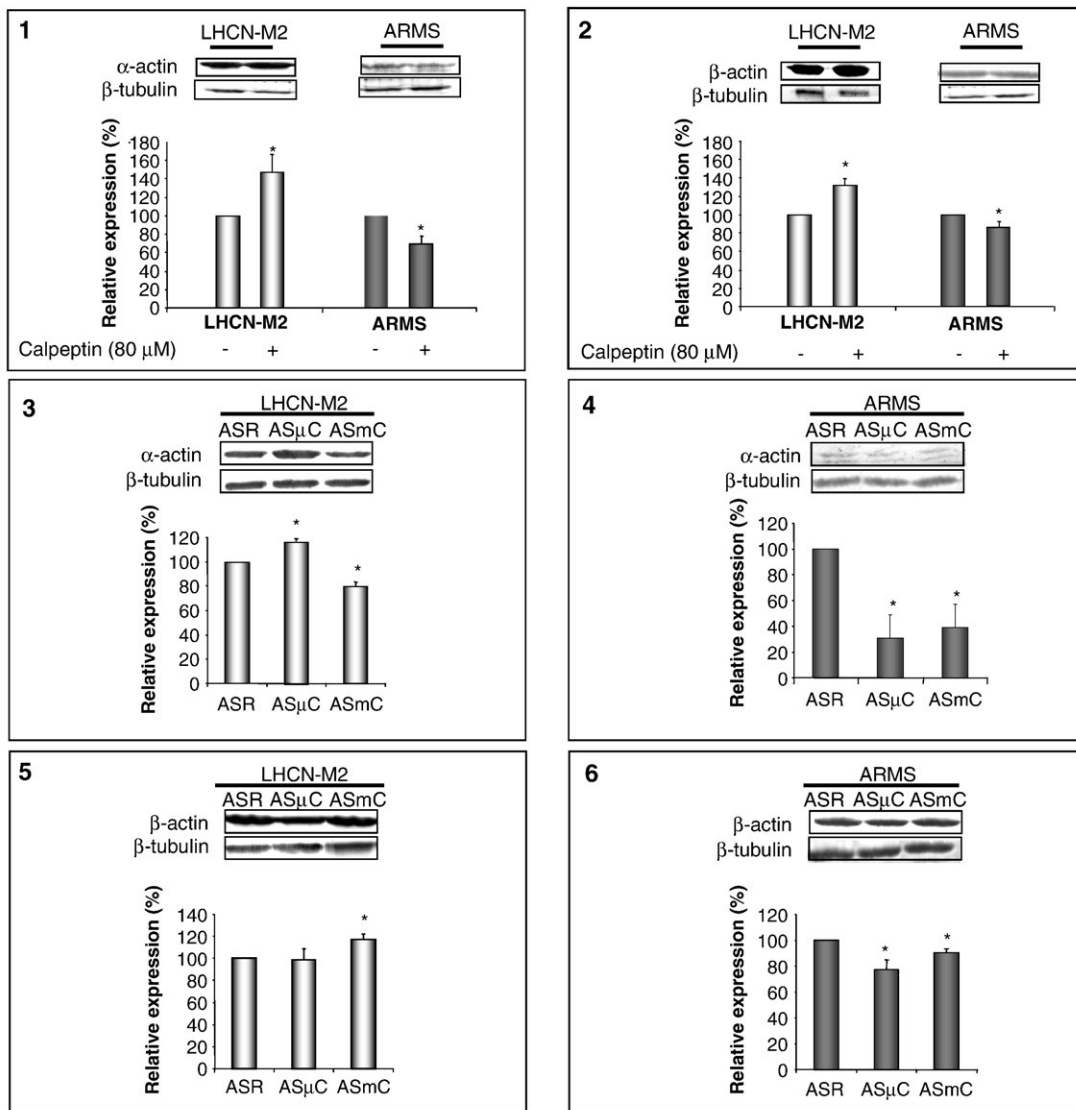 1
LHCN-M2 ARMS
α-actin
β-tubulin
Relative expression (%)
180
160
140
120
100
80
60
40
20
0
*
*
LHCN-M2 ARMS
Calpeptin (80 μM) - + - +
2
LHCN-M2 ARMS
β-actin
β-tubulin
Relative expression (%)
180
160
140
120
100
80
60
40
20
0
*
*
LHCN-M2 ARMS
Calpeptin (80 μM) - + - +
3
LHCN-M2
ASR ASμC ASmC
α-actin
β-tubulin
Relative expression (%)
120
100
80
60
40
20
0
*
*
ASR ASμC ASmC
4
ARMS
ASR ASμC ASmC
α-actin
β-tubulin
Relative expression (%)
120
100
80
60
40
20
0
* *
ASR ASμC ASmC
5
LHCN-M2
ASR ASμC ASmC
β-actin
β-tubulin
Relative expression (%)
140
120
100
80
60
40
20
0
*
ASR ASμC ASmC
6
ARMS
ASR ASμC ASmC
β-actin
β-tubulin
Relative expression (%)
120
100
80
60
40
20
0
* *
ASR ASμC ASmC